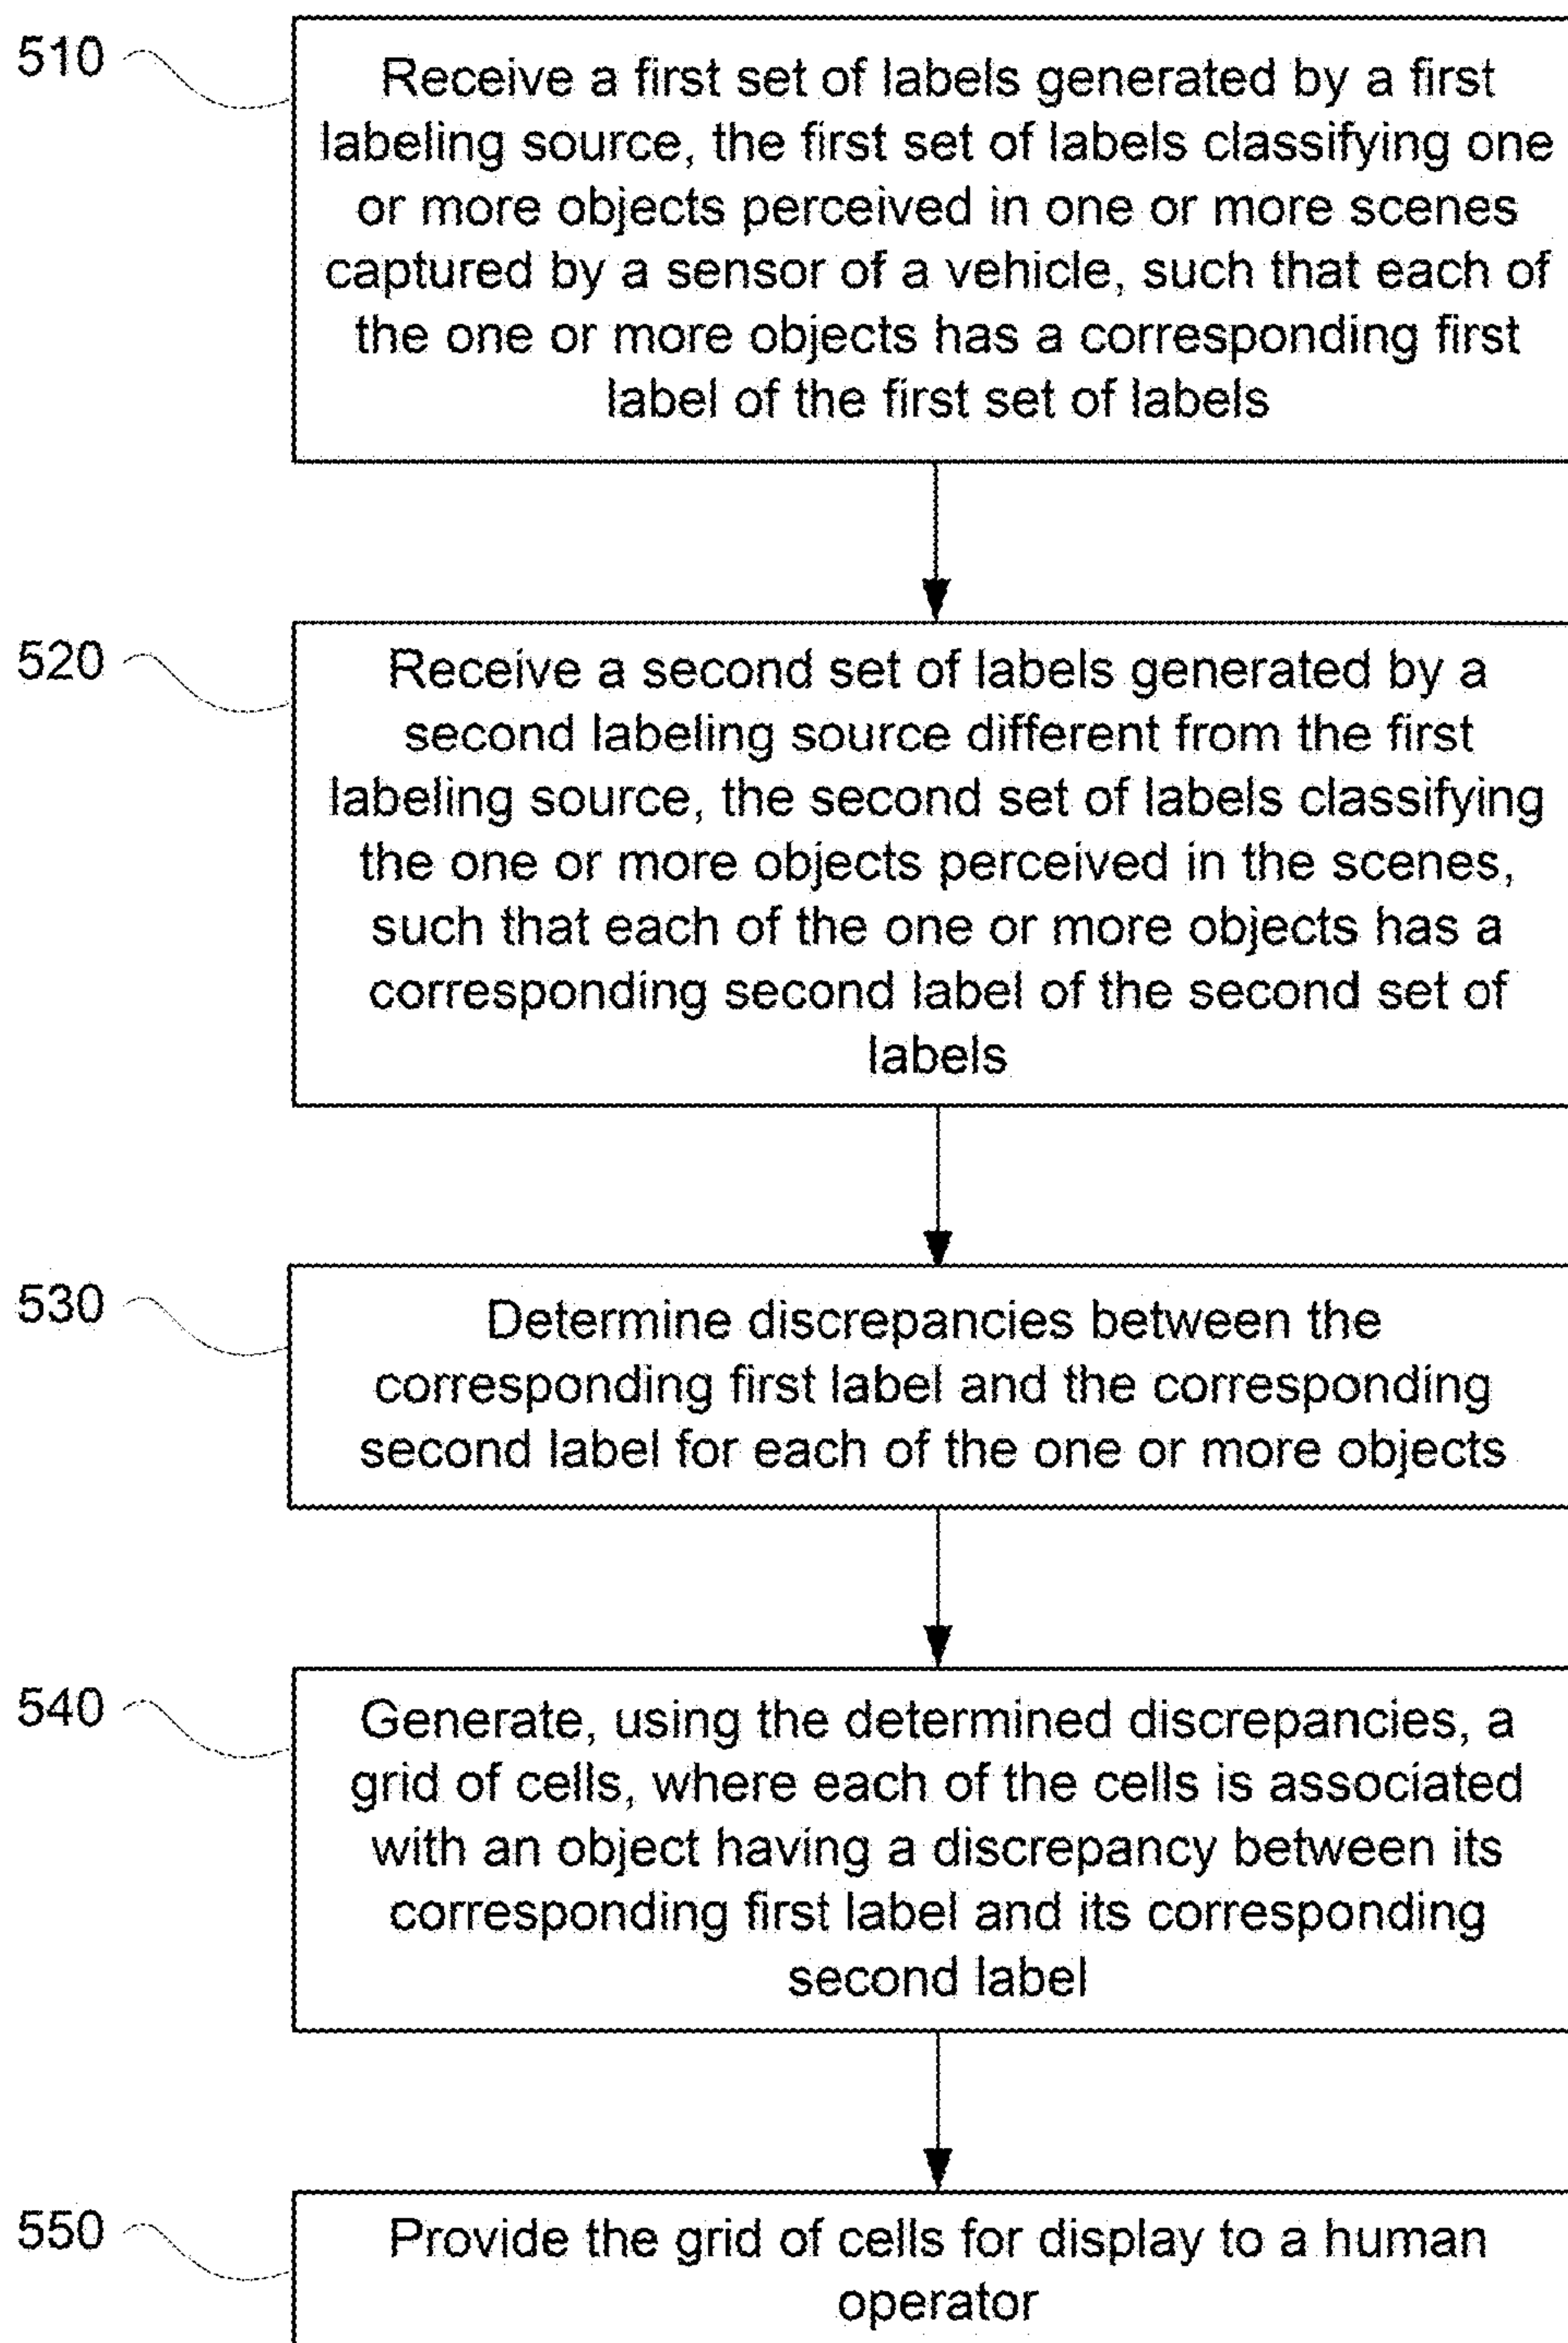 510
Receive a first set of labels generated by a first
labeling source, the first set of labels classifying one
or more objects perceived in one or more scenes
captured by a sensor of a vehicle, such that each of
the one or more objects has a corresponding first
label of the first set of labels
520
Receive a second set of labels generated by a
second labeling source different from the first
labeling source, the second set of labels classifying
the one or more objects perceived in the scenes,
such that each of the one or more objects has a
corresponding second label of the second set of
labels
530
Determine discrepancies between the
corresponding first label and the corresponding
second label for each of the one or more objects
540
Generate, using the determined discrepancies, a
grid of cells, where each of the cells is associated
with an object having a discrepancy between its
corresponding first label and its corresponding
second label
550
Provide the grid of cells for display to a human
operator